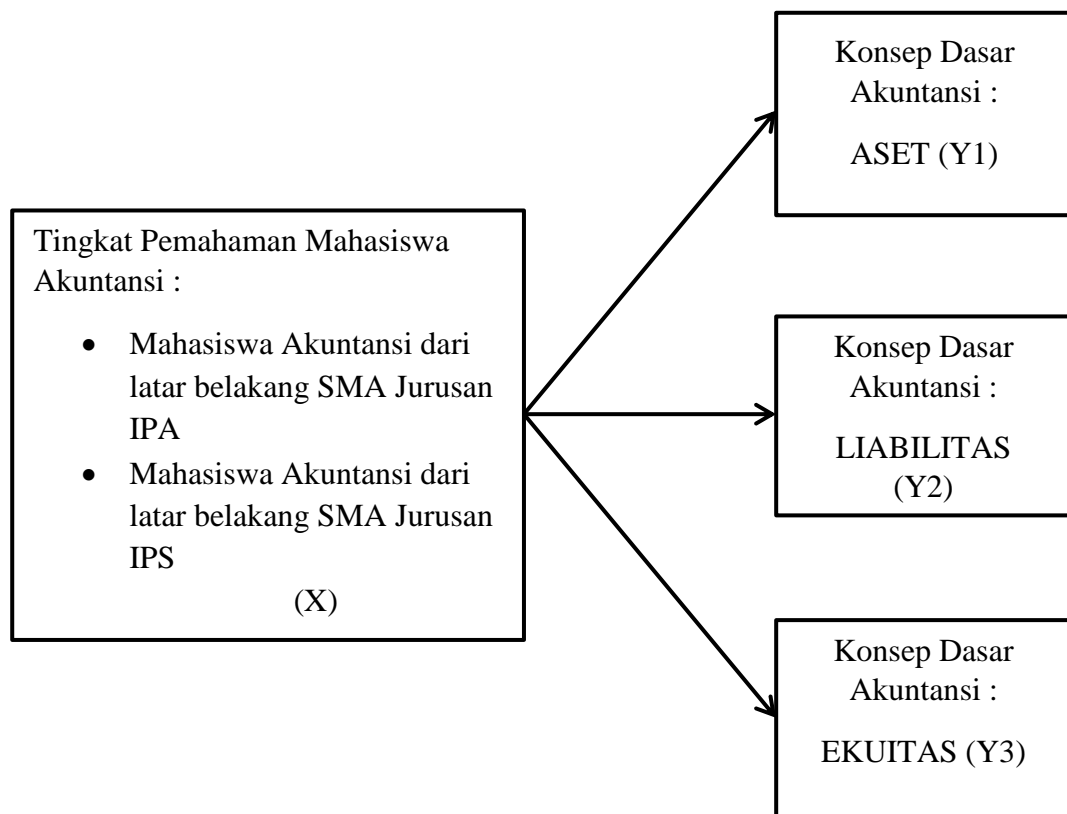 Konsep Dasar
Akuntansi :
ASET (Y1)
Tingkat Pemahaman Mahasiswa
Akuntansi :
• Mahasiswa Akuntansi dari
latar belakang SMA Jurusan
IPA
• Mahasiswa Akuntansi dari
latar belakang SMA Jurusan
IPS
(X)
Konsep Dasar
Akuntansi :
LIABILITAS
(Y2)
Konsep Dasar
Akuntansi :
EKUITAS (Y3)